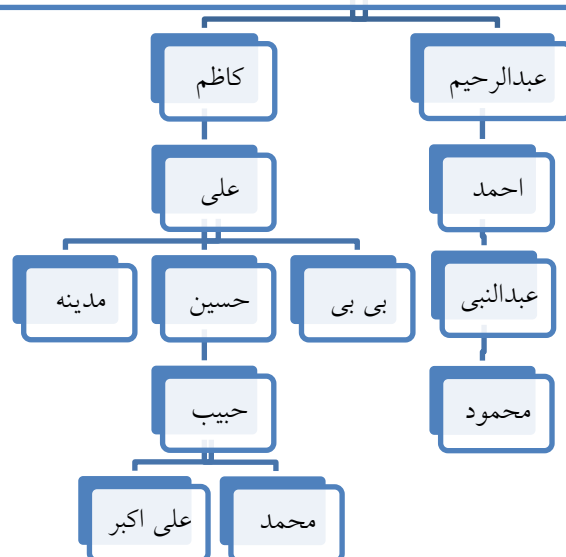 عبدالرحیم
کاظم
احمد
علی
عبدالنبی
بی بی
حسین
مدینه
محمود
حبیب
محمد
علی اکبر